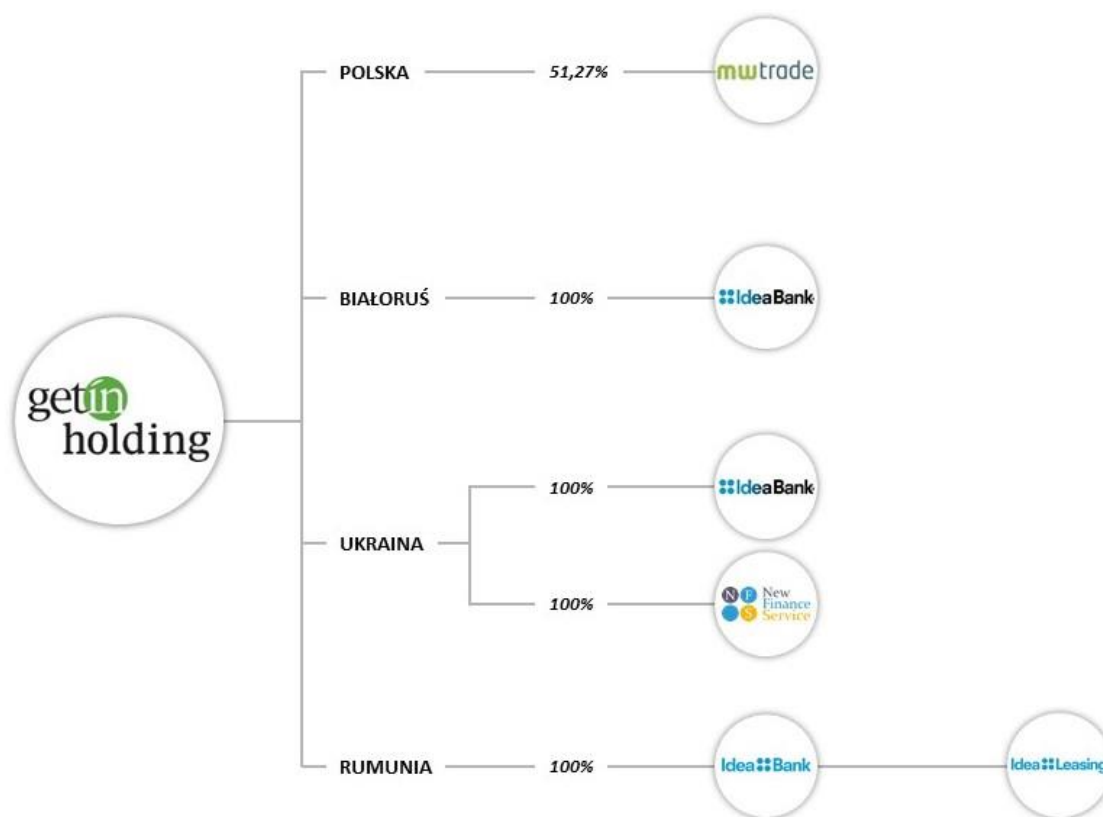 POLSKA 51,27% mwtrade
BIAŁORUŚ 100% IdeaBank
getin
holding
100% IdeaBank
UKRAINA
100% N F S New
Finance
Service
RUMUNIA 100% Idea Bank Idea Leasing